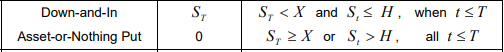 Down-and-In S_T S_T < X and S_t ≤ H , when t ≤ T
Asset-or-Nothing Put 0 S_T ≥ X or S_t > H , all t ≤ T